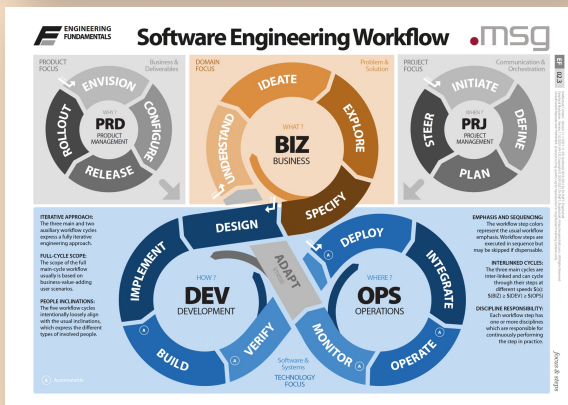 ENGINEERING
FUNDAMENTALS
Software Engineering Workflow
.msg
PRODUCT
FOCUS
Business &
Deliverables
ENVISION
CONFIGURE
RELEASE
ROLLOUT
WHY ?
PRD
PRODUCT
MANAGEMENT
DOMAIN
FOCUS
Problem &
Solution
UNDERSTAND
IDEATE
EXPLORE
SPECIFY
WHAT ?
BIZ
BUSINESS
PROJECT
FOCUS
Communication &
Orchestration
INITIATE
DEFINE
PLAN
STEER
WHEN ?
PRJ
PROJECT
MANAGEMENT
EF 02.3
ITERATIVE APPROACH:
The three main and two
auxiliary workflow cycles
express a fully iterative
engineering approach.
FULL-CYCLE SCOPE:
The scope of the full
main-cycle workflow
usually is based on
business-value-adding
user scenarios.
PEOPLE INCLINATIONS:
The five workflow cycles
intentionally loosely align
with the usual inclinations,
which express the different
types of involved people.
A Automatable
DESIGN
IMPLEMENT
BUILD
A
VERIFY
A
HOW ?
DEV
DEVELOPMENT
ADAPT
DEPLOY
A
INTEGRATE
OPERATE
A
MONITOR
A
WHERE ?
OPS
OPERATIONS
Software &
Systems
TECHNOLOGY
FOCUS
EMPHASIS AND SEQUENCING:
The workflow step colors
represent the usual workflow
emphasis. Workflow steps are
executed in sequence but
may be skipped if dispensable.
INTERLINKED CYCLES:
The three main cycles are
inter-linked and can cycle
through their steps at
different speeds S(x):
S(BIZ) ≥ S(DEV) ≥ S(OPS)
DISCIPLINE RESPONSIBILITY:
Each workflow step has
one or more disciplines
which are responsible for
continuously performing
the step in practice.
focus & steps